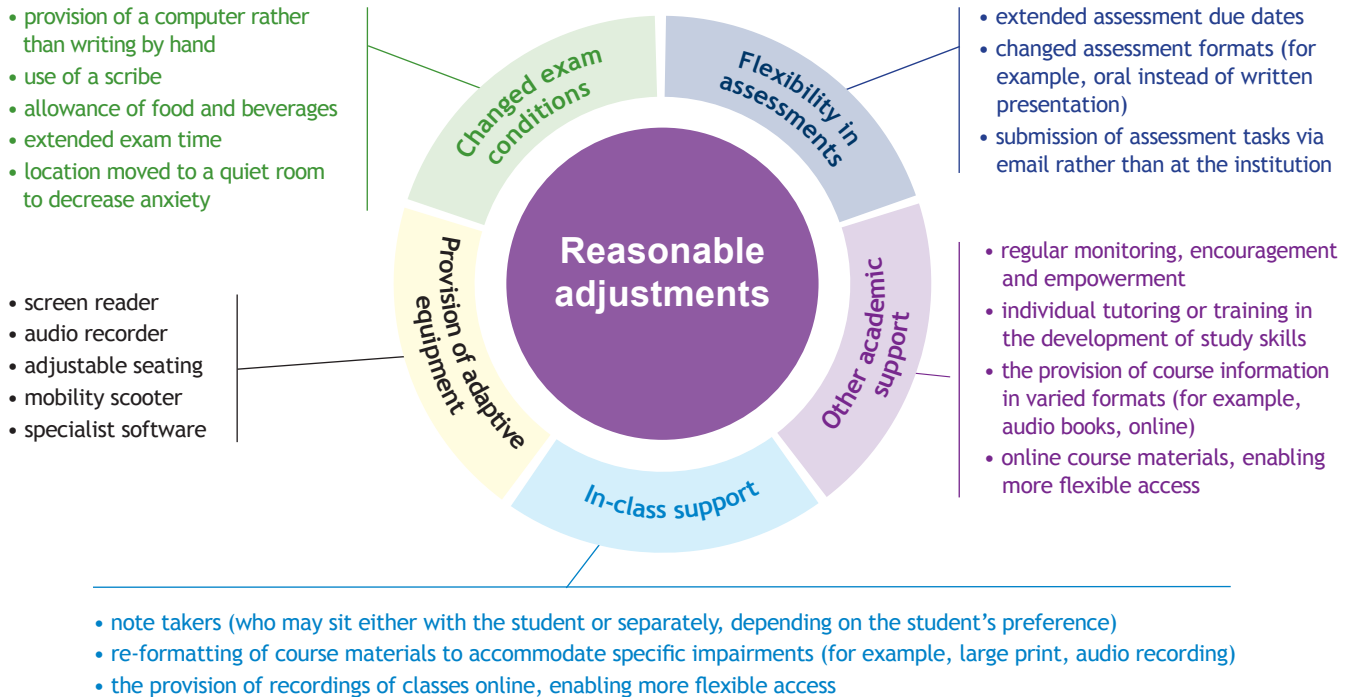 • provision of a computer rather
than writing by hand
• use of a scribe
• allowance of food and beverages
• extended exam time
• location moved to a quiet room
to decrease anxiety
Changed exam
conditions
Flexibility in
assessments
• extended assessment due dates
• changed assessment formats (for
example, oral instead of written
presentation)
• submission of assessment tasks via
email rather than at the institution
Reasonable
adjustments
• screen reader
• audio recorder
• adjustable seating
• mobility scooter
• specialist software
Provision of adaptive
equipment
Other academic
support
• regular monitoring, encouragement
and empowerment
• individual tutoring or training in
the development of study skills
• the provision of course information
in varied formats (for example,
audio books, online)
• online course materials, enabling
more flexible access
In-class support
• note takers (who may sit either with the student or separately, depending on the student’s preference)
• re-formatting of course materials to accommodate specific impairments (for example, large print, audio recording)
• the provision of recordings of classes online, enabling more flexible access